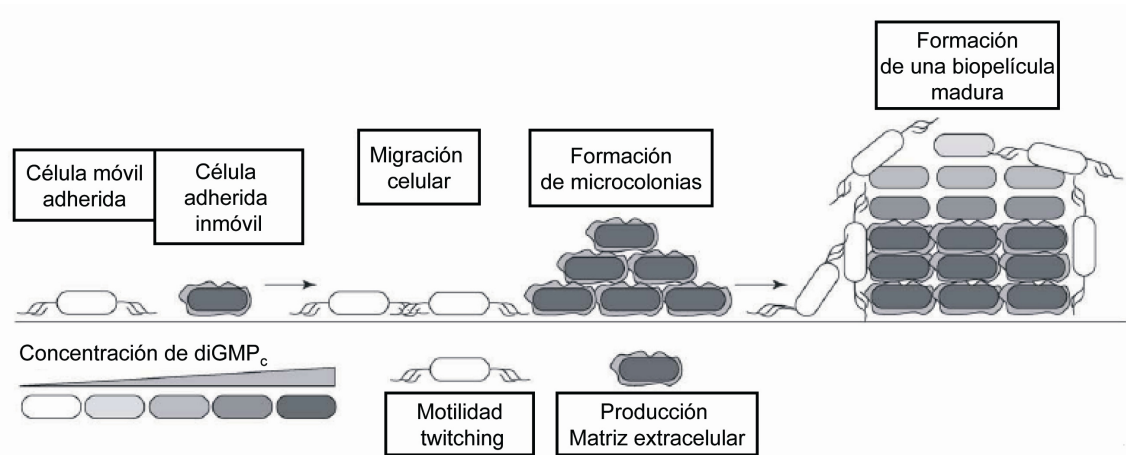 Célula móvil
adherida
Célula
adherida
inmóvil
Migración
celular
Formación
de microcolonias
Formación
de una biopelícula
madura
Concentración de diGMPc
Motilidad
twitching
Producción
Matriz extracelular